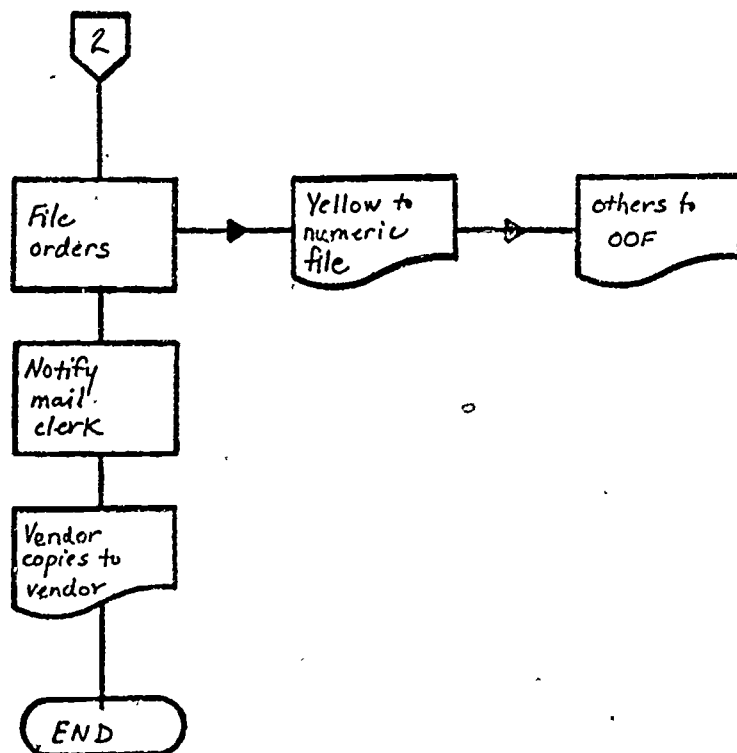 2
File
orders
Yellow to
numeric
file
others to
OOF
Notify
mail
clerk
Vendor
copies to
vendor
END